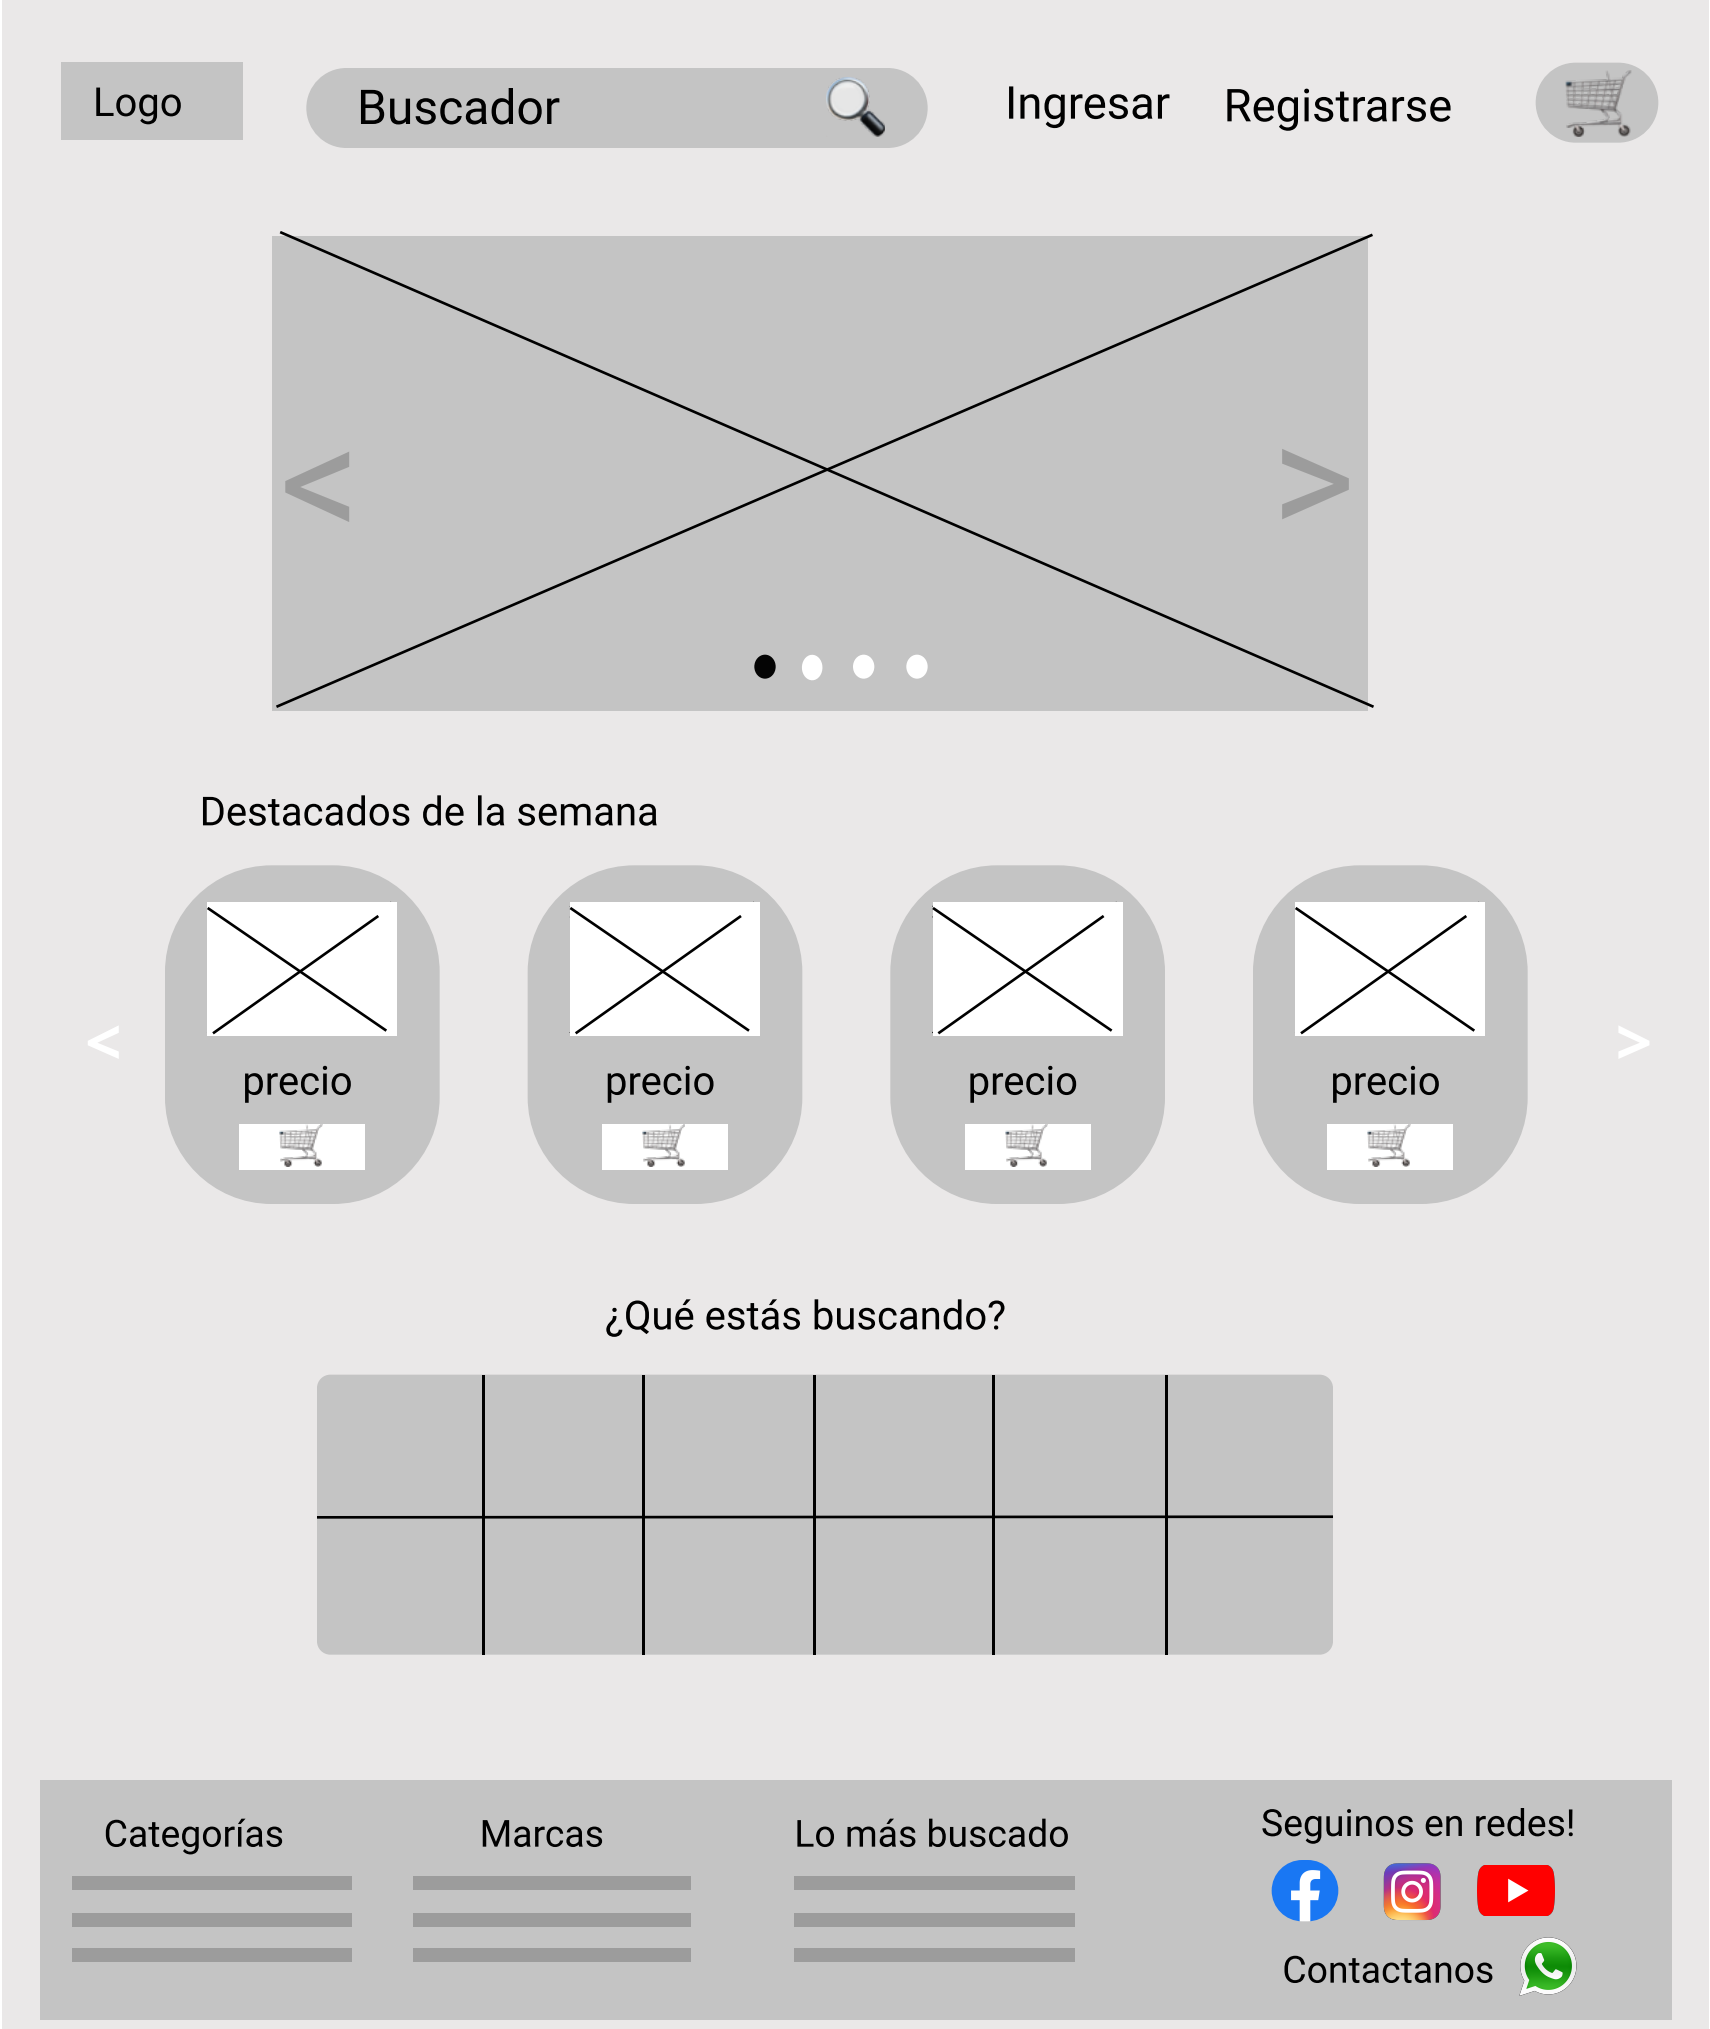 Logo
Buscador
Ingresar
Registrarse
<
>
Destacados de la semana
<
precio
precio
precio
precio
>
¿Qué estás buscando?
Categorías
Marcas
Lo más buscado
Seguinos en redes!
Contactanos